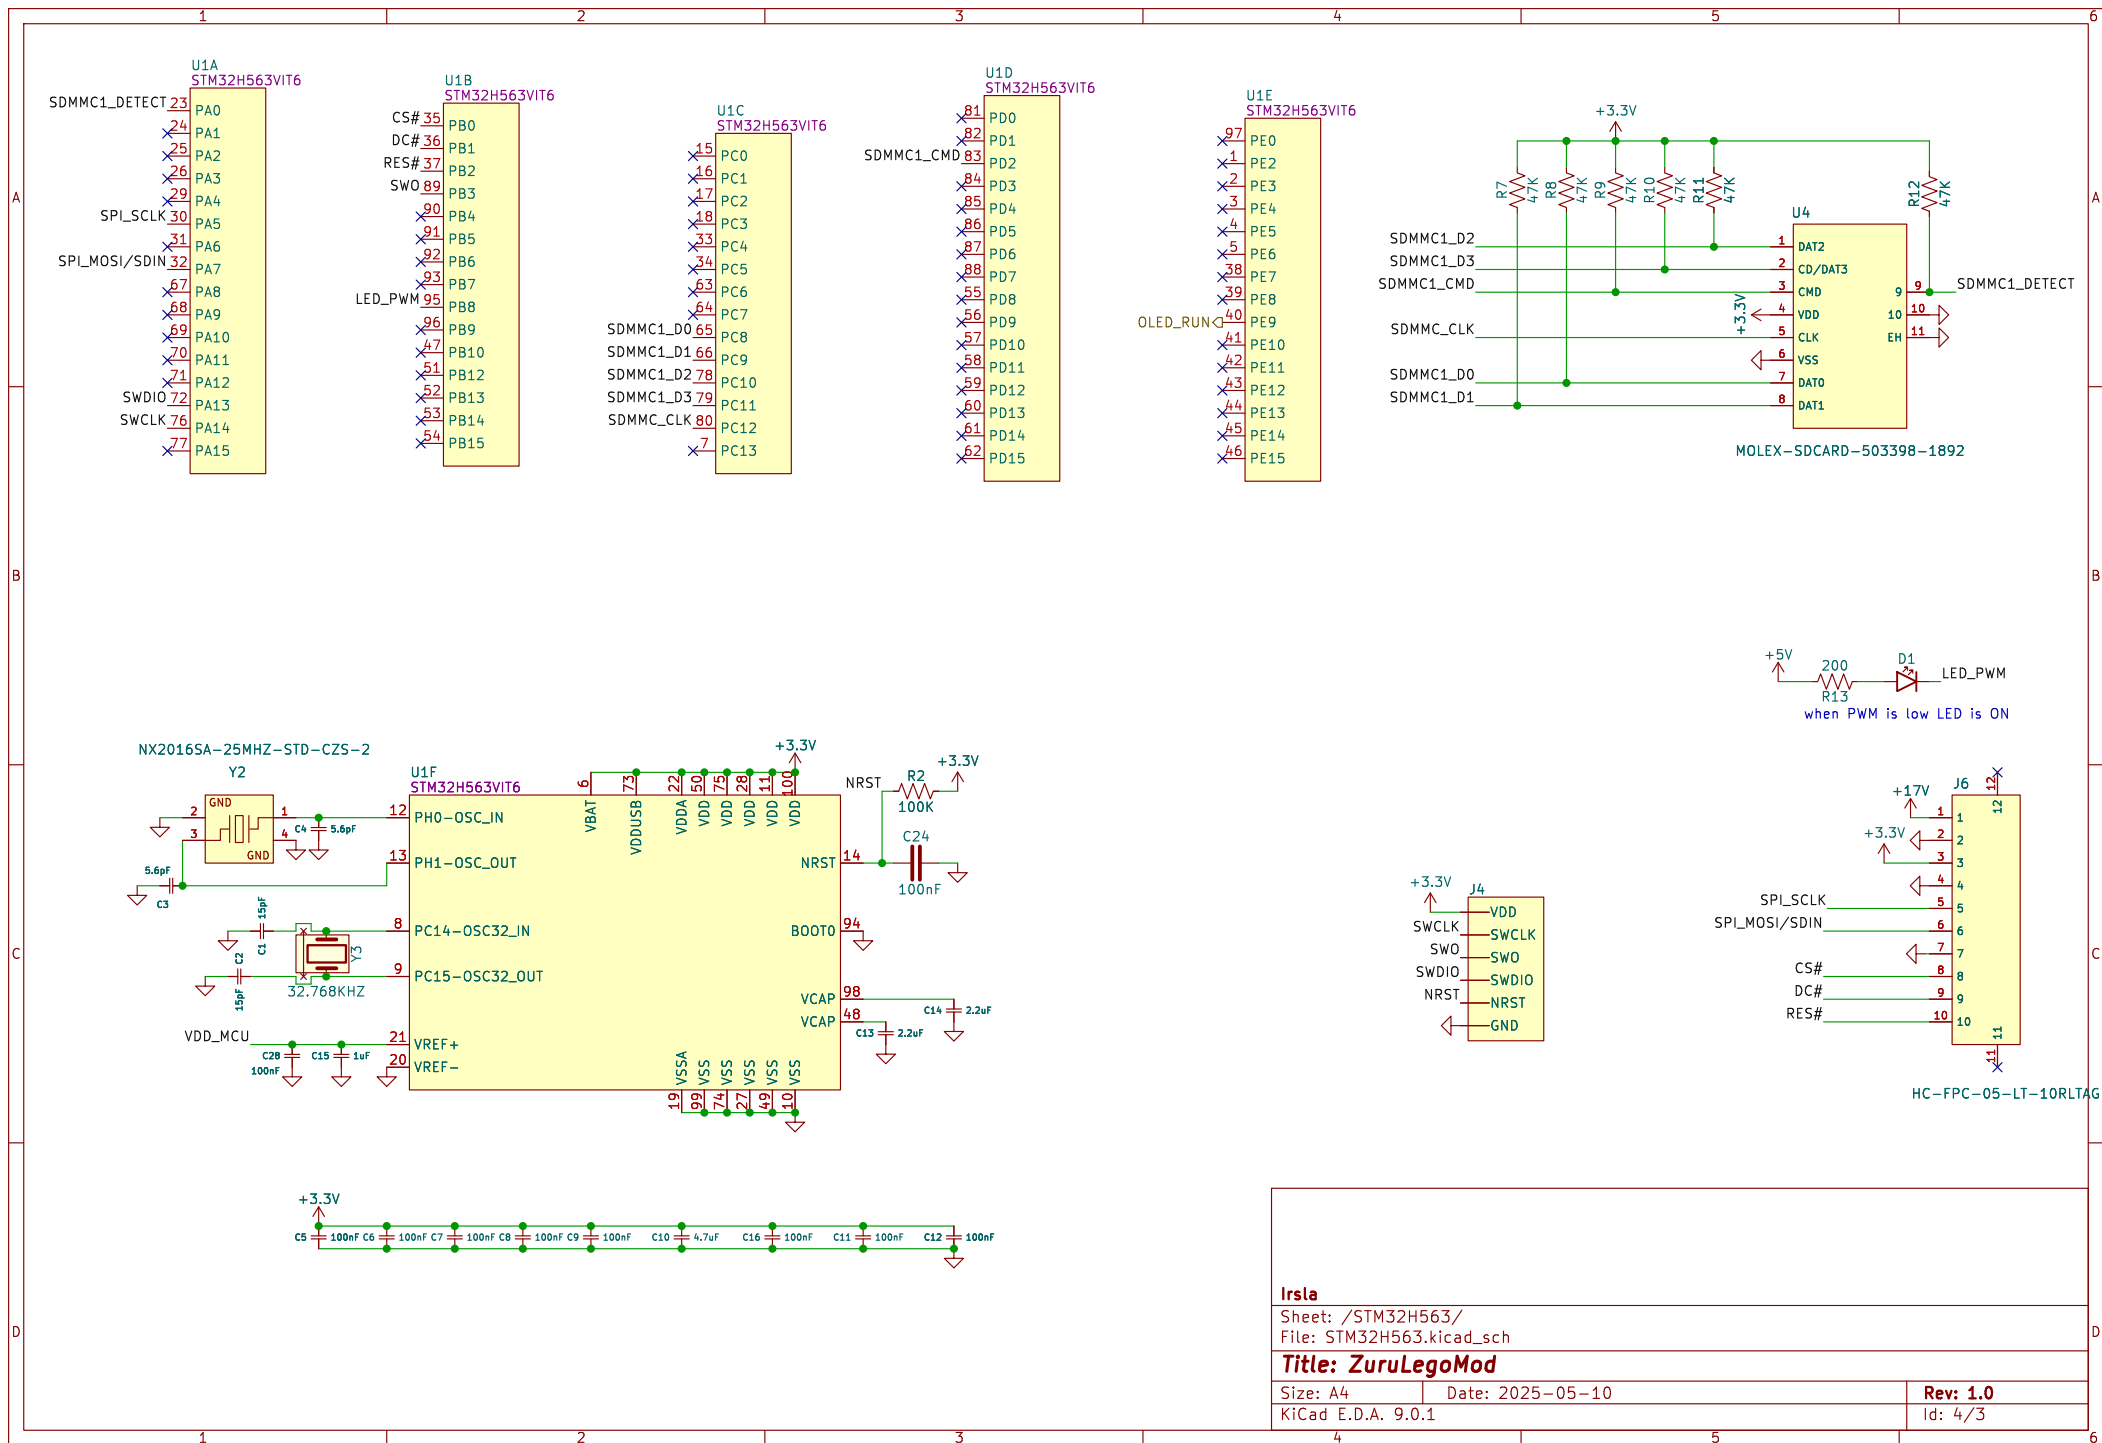 1 2 3 4 5 6
A
B
C
D
U1A
STM32H563VIT6
SDMMC1_DETECT 23 PA0
24 PA1
25 PA2
26 PA3
29 PA4
SPI_SCLK 30 PA5
31 PA6
SPI_MOSI/SDIN 32 PA7
67 PA8
68 PA9
69 PA10
70 PA11
71 PA12
SWDIO 72 PA13
SWCLK 76 PA14
77 PA15
U1B
STM32H563VIT6
CS# 35 PB0
DC# 36 PB1
RES# 37 PB2
SWO 89 PB3
90 PB4
91 PB5
92 PB6
93 PB7
LED_PWM 95 PB8
96 PB9
47 PB10
51 PB12
52 PB13
53 PB14
54 PB15
U1C
STM32H563VIT6
15 PC0
16 PC1
17 PC2
18 PC3
33 PC4
34 PC5
63 PC6
64 PC7
SDMMC1_D0 65 PC8
SDMMC1_D1 66 PC9
SDMMC1_D2 78 PC10
SDMMC1_D3 79 PC11
SDMMC_CLK 80 PC12
7 PC13
U1D
STM32H563VIT6
81 PD0
82 PD1
SDMMC1_CMD 83 PD2
84 PD3
85 PD4
86 PD5
87 PD6
88 PD7
55 PD8
56 PD9
57 PD10
58 PD11
59 PD12
60 PD13
61 PD14
62 PD15
U1E
STM32H563VIT6
97 PE0
1 PE2
2 PE3
3 PE4
4 PE5
5 PE6
38 PE7
39 PE8
OLED_RUN 40 PE9
41 PE10
42 PE11
43 PE12
44 PE13
45 PE14
46 PE15
+3.3V
R7 47K
R8 47K
R9 47K
R10 47K
R11 47K
R12 47K
U4
SDMMC1_D2 1 DAT2
SDMMC1_D3 2 CD/DAT3
SDMMC1_CMD 3 CMD
+3.3V 4 VDD
SDMMC_CLK 5 CLK
6 VSS
SDMMC1_D0 7 DAT0
SDMMC1_D1 8 DAT1
9 9 SDMMC1_DETECT
10 10
EH 11
MOLEX-SDCARD-503398-1892
+5V
200
R13
D1
LED_PWM
when PWM is low LED is ON
NX2016SA-25MHZ-STD-CZS-2
Y2
GND
2 1
3 4
GND
C4 5.6pF
5.6pF
C3
15pF
C1
C2
15pF
Y3
32.768KHZ
VDD_MCU
C28
100nF
C15 1uF
U1F
STM32H563VIT6
12 PH0-OSC_IN
13 PH1-OSC_OUT
8 PC14-OSC32_IN
9 PC15-OSC32_OUT
21 VREF+
20 VREF-
+3.3V
6 VBAT
73 VDDUSB
22 VDDA
50 VDD
75 VDD
28 VDD
11 VDD
100 VDD
NRST 14
BOOT0 94
VCAP 98
VCAP 48
19 VSSA
99 VSS
74 VSS
27 VSS
49 VSS
10 VSS
NRST
R2
100K
+3.3V
C24
100nF
C14 2.2uF
C13 2.2uF
J4
+3.3V VDD
SWCLK SWCLK
SWO SWO
SWDIO SWDIO
NRST NRST
GND
J6
12 12
+17V 1 1
2 2
+3.3V 3 3
4 4
SPI_SCLK 5 5
SPI_MOSI/SDIN 6 6
7 7
CS# 8 8
DC# 9 9
RES# 10 10
11 11
HC-FPC-05-LT-10RLTAG
+3.3V
C5 100nF C6 100nF C7 100nF C8 100nF C9 100nF C10 4.7uF C16 100nF C11 100nF C12 100nF
Irsla
Sheet: /STM32H563/
File: STM32H563.kicad_sch
Title: ZuruLegoMod
Size: A4 Date: 2025-05-10 Rev: 1.0
KiCad E.D.A. 9.0.1 Id: 4/3
A
B
C
D
1 2 3 4 5 6